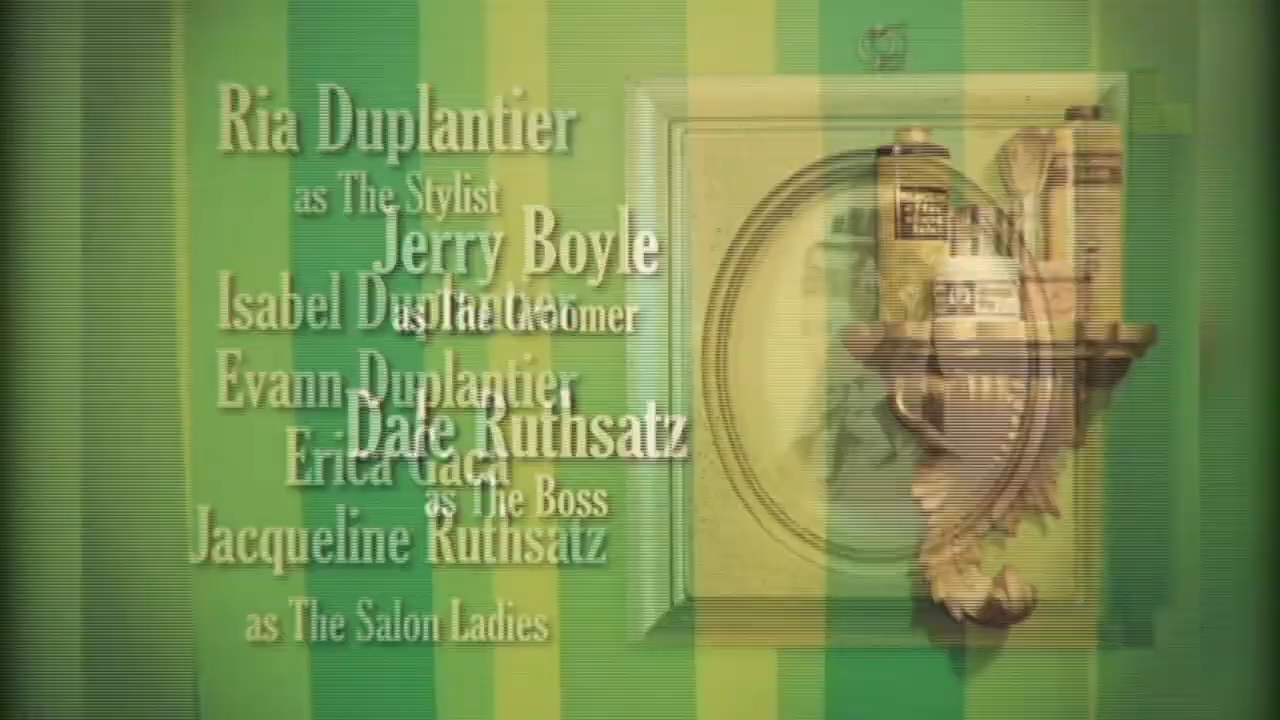 Ria Duplantier
as The Stylist
Jerry Boyle
Isabel Duplantier
as The Groomer
Evann Duplantier
Dale Ruthsatz
Erica Gaca
as The Boss
Jacqueline Ruthsatz
as The Salon Ladies